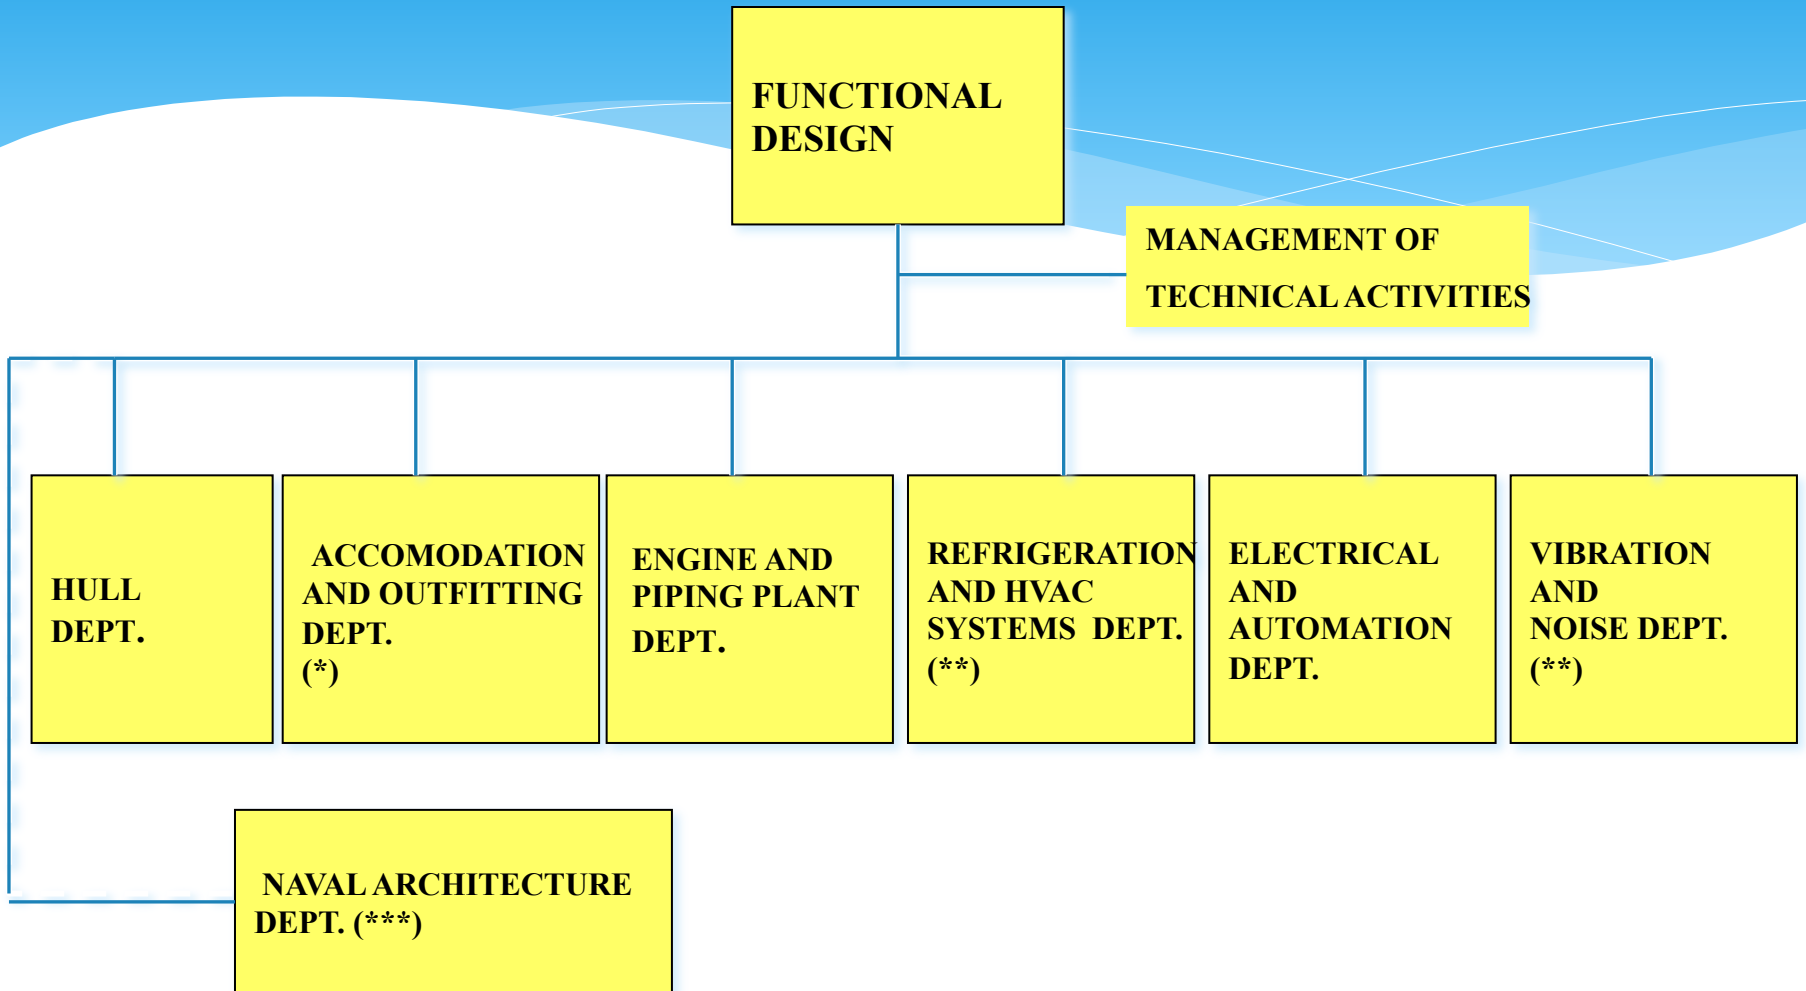 FUNCTIONAL
DESIGN
MANAGEMENT OF
TECHNICAL ACTIVITIES
HULL
DEPT.
ACCOMODATION
AND OUTFITTING
DEPT.
(*)
ENGINE AND
PIPING PLANT
DEPT.
REFRIGERATION
AND HVAC
SYSTEMS DEPT.
(**)
ELECTRICAL
AND
AUTOMATION
DEPT.
VIBRATION
AND
NOISE DEPT.
(**)
NAVAL ARCHITECTURE
DEPT. (***)